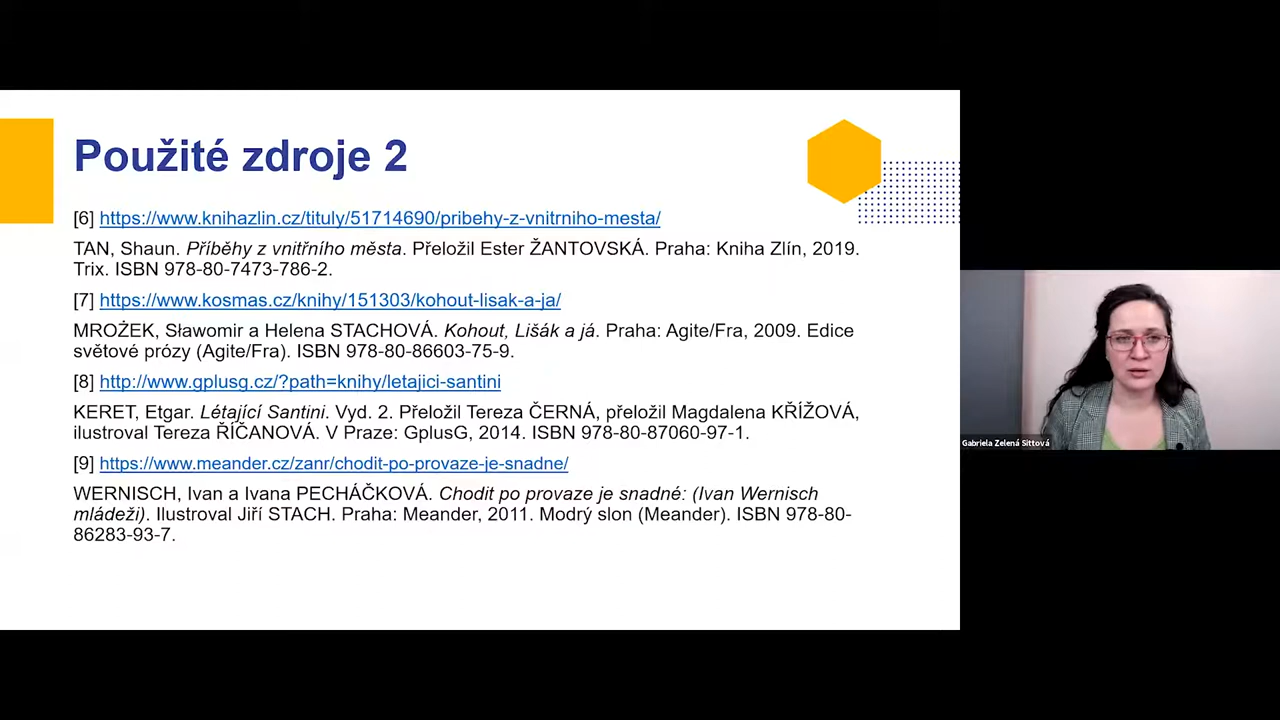 Použité zdroje 2
[6] https://www.knihazlin.cz/tituly/51714690/pribehy-z-vnitrniho-mesta/
TAN, Shaun. Příběhy z vnitřního města. Přeložil Ester ŽANTOVSKÁ. Praha: Kniha Zlín, 2019.
Trix. ISBN 978-80-7473-786-2.
[7] https://www.kosmas.cz/knihy/151303/kohout-lisak-a-ja/
MROŻEK, Sławomir a Helena STACHOVÁ. Kohout, Lišák a já. Praha: Agite/Fra, 2009. Edice
světové prózy (Agite/Fra). ISBN 978-80-86603-75-9.
[8] http://www.gplusg.cz/?path=knihy/letajici-santini
KERET, Etgar. Létající Santini. Vyd. 2. Přeložil Tereza ČERNÁ, přeložil Magdalena KŘÍŽOVÁ,
ilustroval Tereza ŘÍČANOVÁ. V Praze: GplusG, 2014. ISBN 978-80-87060-97-1.
[9] https://www.meander.cz/zanr/chodit-po-provaze-je-snadne/
WERNISCH, Ivan a Ivana PECHÁČKOVÁ. Chodit po provaze je snadné: (Ivan Wernisch
mládeži). Ilustroval Jiří STACH. Praha: Meander, 2011. Modrý slon (Meander). ISBN 978-80-
86283-93-7.
Gabriela Zelená Sittová